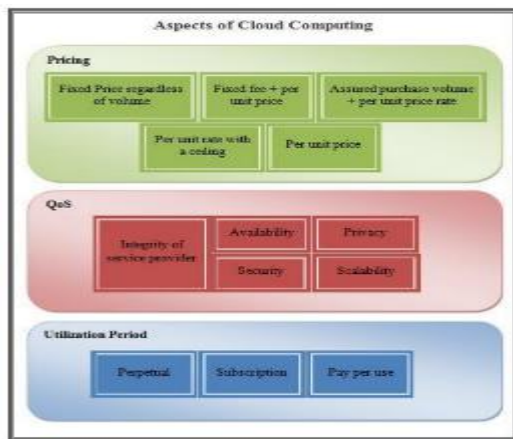 Aspects of Cloud Computing
Pricing
Fixed Price regardless
of volume
Fixed fee + per
unit price
Assured purchase volume
+ per unit price rate
Per unit rate with
a ceiling
Per unit price
QoS
Integrity of
service provider
Availability
Privacy
Security
Scalability
Utilization Period
Perpetual
Subscription
Pay per use